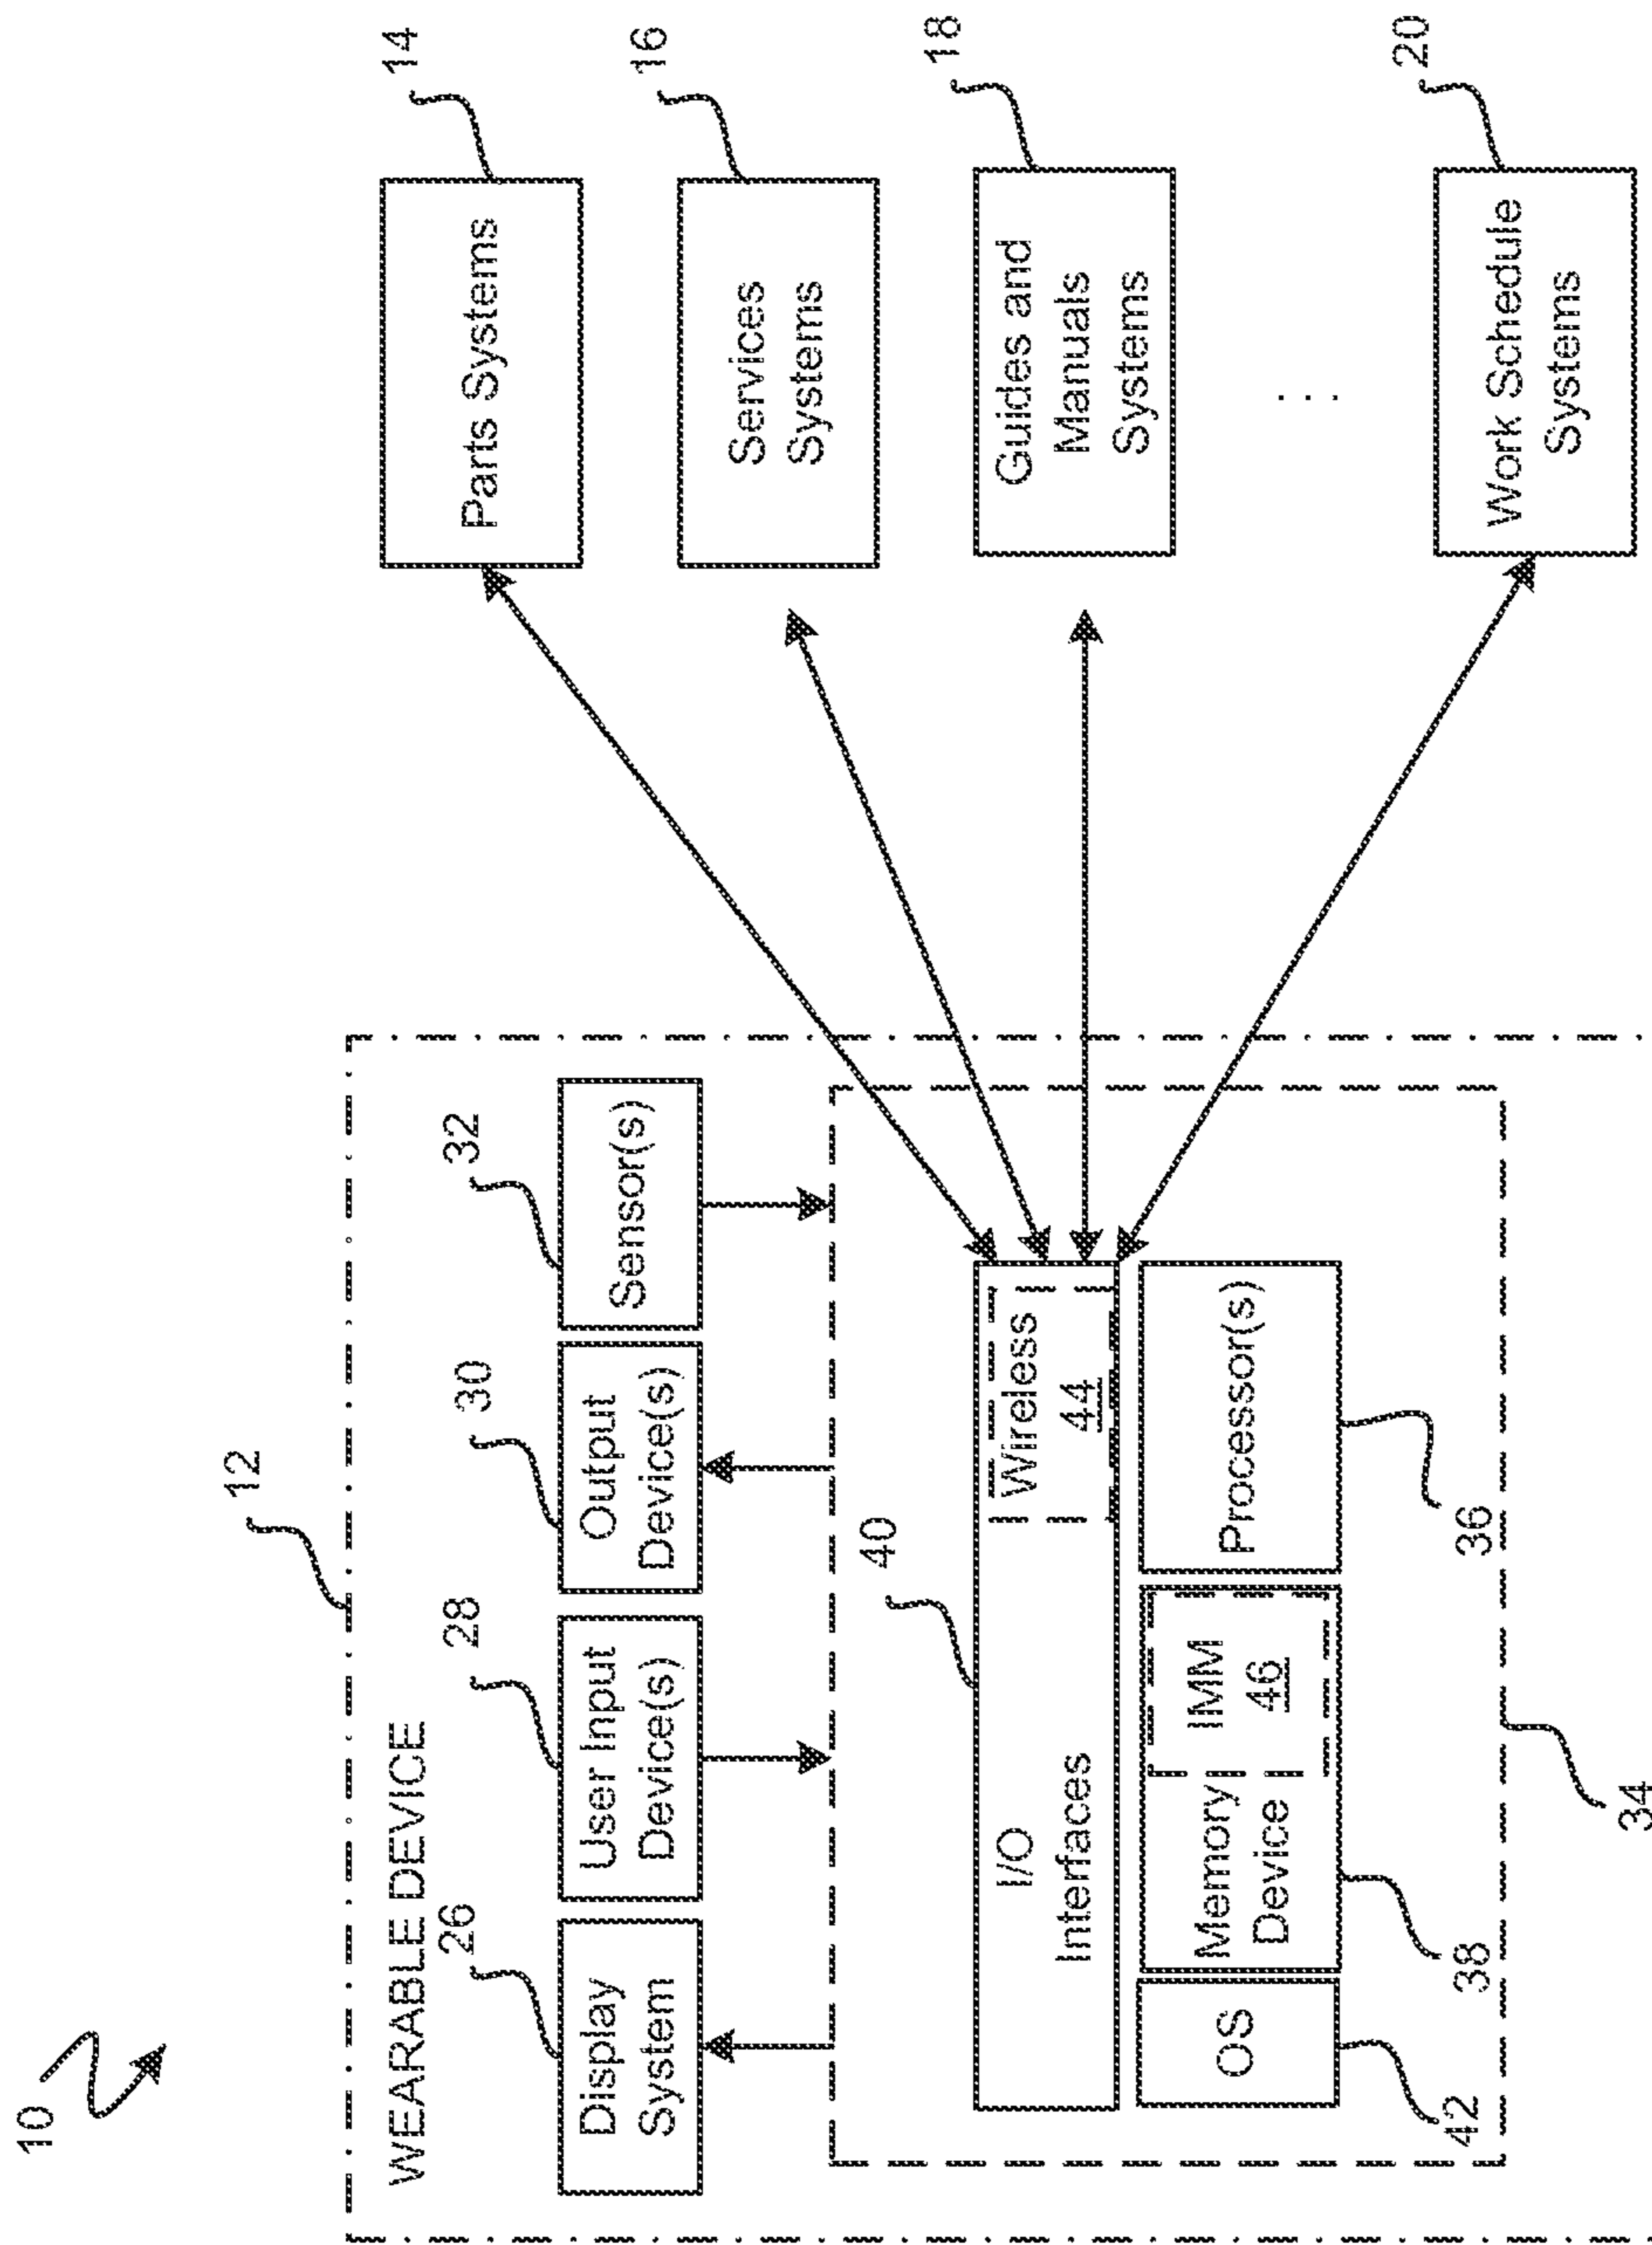 10
12
WEARABLE DEVICE
26
28
30
32
Display
System
User Input
Device(s)
Output
Device(s)
Sensor(s)
40
I/O
Interfaces
Wireless
44
OS
Memory
Device
IMM
46
Processor(s)
42
38
36
34
14
Parts Systems
16
Services
Systems
18
Guides and
Manuals
Systems
. . .
20
Work Schedule
Systems